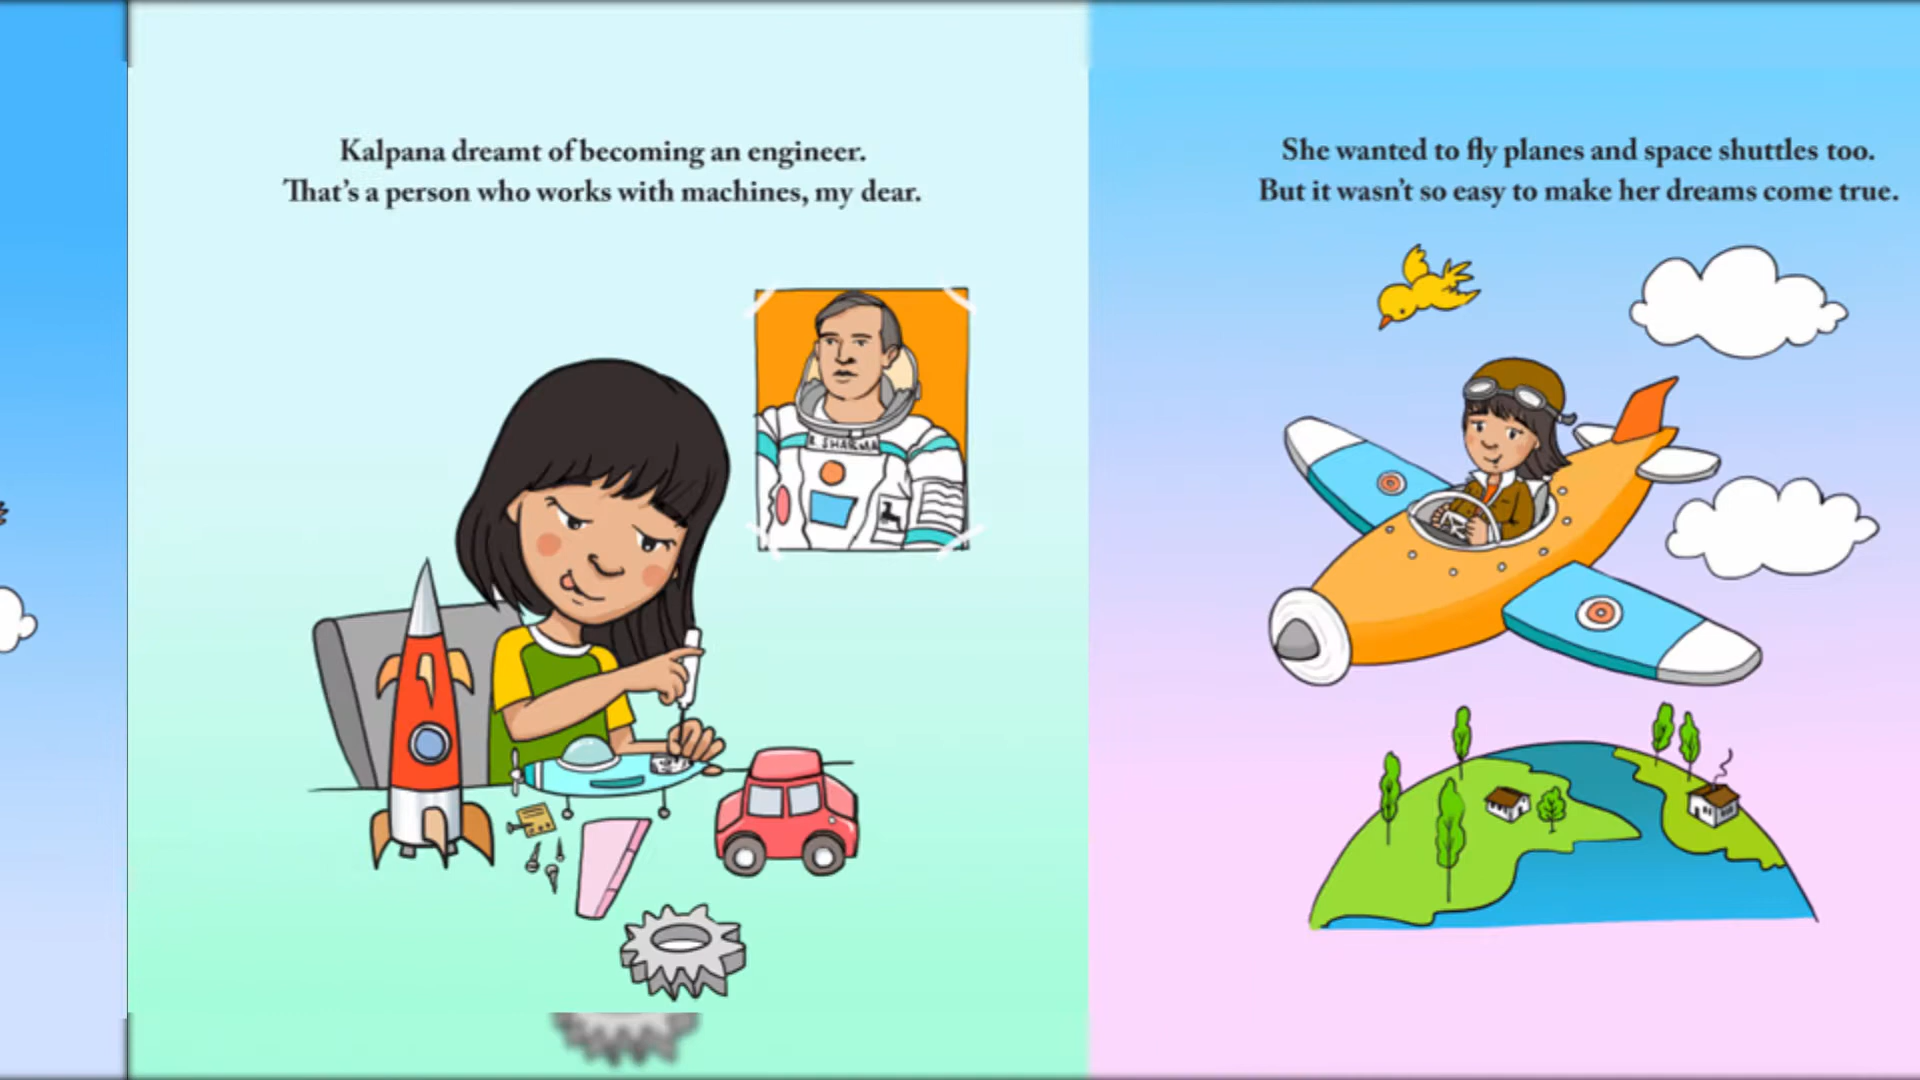 Kalpana dreamt of becoming an engineer.
That's a person who works with machines, my dear.
R. SHARMA
She wanted to fly planes and space shuttles too.
But it wasn't so easy to make her dreams come true.